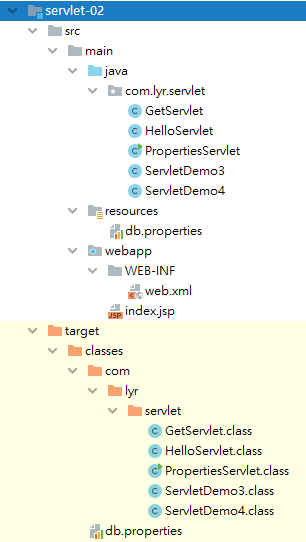 servlet-02
src
main
java
com.lyr.servlet
GetServlet
HelloServlet
PropertiesServlet
ServletDemo3
ServletDemo4
resources
db.properties
webapp
WEB-INF
web.xml
index.jsp
target
classes
com
lyr
servlet
GetServlet.class
HelloServlet.class
PropertiesServlet.class
ServletDemo3.class
ServletDemo4.class
db.properties